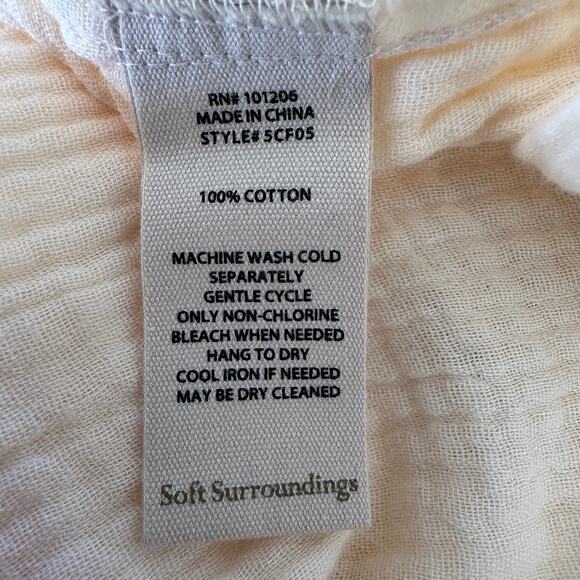 RN# 101206
MADE IN CHINA
STYLE# 5CF05
100% COTTON
MACHINE WASH COLD
SEPARATELY
GENTLE CYCLE
ONLY NON-CHLORINE
BLEACH WHEN NEEDED
HANG TO DRY
COOL IRON IF NEEDED
MAY BE DRY CLEANED
Soft Surroundings